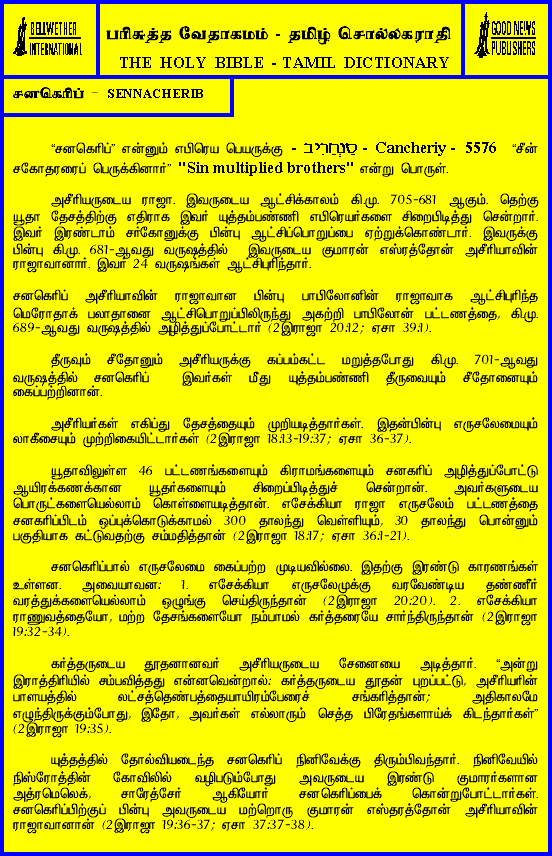 BELLWETHER
INTERNATIONAL
பரிசுத்த வேதாகமம் - தமிழ் சொல்லகராதி
THE HOLY BIBLE - TAMIL DICTIONARY
GOOD NEWS
PUBLISHERS
சனகெரிப் - SENNACHERIB
“சனகெரிப்” என்னும் எபிரெய பெயருக்கு - סַנְחֵרִיב - Cancheriy - 5576 “சீன்
சகோதரரைப் பெருக்கினார்” "Sin multiplied brothers" என்று பொருள்.
அசீரியருடைய ராஜா. இவருடைய ஆட்சிக்காலம் கி.மு. 705-681 ஆகும். தெற்கு
யூதா தேசத்திற்கு எதிராக இவர் யுத்தம்பண்ணி எபிரெயர்களை சிறைபிடித்து சென்றார்.
இவர் இரண்டாம் சர்கோனுக்கு பின்பு ஆட்சிப்பொறுப்பை ஏற்றுக்கொண்டார். இவருக்கு
பின்பு கி.மு. 681-ஆவது வருஷத்தில் இவருடைய குமாரன் எஸ்ரத்தோன் அசீரியாவின்
ராஜாவானார். இவர் 24 வருஷங்கள் ஆட்சிபுரிந்தார்.
சனகெரிப் அசீரியாவின் ராஜாவான பின்பு பாபிலோனின் ராஜாவாக ஆட்சிபுரிந்த
மெரோதாக் பலாதானை ஆட்சிபொறுப்பிலிருந்து அகற்றி பாபிலோன் பட்டணத்தை, கி.மு.
689-ஆவது வருஷத்தில் அழித்துப்போட்டார் (2இராஜா 20:12; ஏசா 39:1).
தீருவும் சீதோனும் அசீரியருக்கு கப்பம்கட்ட மறுத்தபோது கி.மு. 701-ஆவது
வருஷத்தில் சனகெரிப் இவர்கள் மீது யுத்தம்பண்ணி தீருவையும் சீதோனையும்
கைப்பற்றினான்.
அசீரியர்கள் எகிப்து தேசத்தையும் முறியடித்தார்கள். இதன்பின்பு எருசலேமையும்
லாகீசையும் முற்றிகையிட்டார்கள் (2இராஜா 18:13-19:37; ஏசா 36-37).
யூதாவிலுள்ள 46 பட்டணங்களையும் கிராமங்களையும் சனகரிப் அழித்துப்போட்டு
ஆயிரக்கணக்கான யூதர்களையும் சிறைப்பிடித்துச் சென்றான். அவர்களுடைய
பொருட்களையெல்லாம் கொள்ளையடித்தான். எசேக்கியா ராஜா எருசலேம் பட்டணத்தை
சனகரிப்பிடம் ஒப்புக்கொடுக்காமல் 300 தாலந்து வெள்ளியும், 30 தாலந்து பொன்னும்
பகுதியாக கட்டுவதற்கு சம்மதித்தான் (2இராஜா 18:17; ஏசா 36:1-21).
சனகெரிப்பால் எருசலேமை கைப்பற்ற முடியவில்லை. இதற்கு இரண்டு காரணங்கள்
உள்ளன. அவையாவன: 1. எசேக்கியா எருசலேமுக்கு வரவேண்டிய தண்ணீர்
வரத்துக்களையெல்லாம் ஒழுங்கு செய்திருந்தான் (2இராஜா 20:20). 2. எசேக்கியா
ராணுவத்தையோ, மற்ற தேசங்களையோ நம்பாமல் கர்த்தரையே சார்ந்திருந்தான் (2இராஜா
19:32-34).
கர்த்தருடைய தூதனானவர் அசீரியருடைய சேனையை அடித்தார். “அன்று
இராத்திரியில் சம்பவித்தது என்னவென்றால்: கர்த்தருடைய தூதன் புறப்பட்டு, அசீரியரின்
பாளயத்தில் லட்சத்தெண்பத்தையாயிரம்பேரைச் சங்கரித்தான்; அதிகாலமே
எழுந்திருக்கும்போது, இதோ, அவர்கள் எல்லாரும் செத்த பிரேதங்களாய்க் கிடந்தார்கள்”
(2இராஜா 19:35).
யுத்தத்தில் தோல்வியடைந்த சனகெரிப் நினிவேக்கு திரும்பிவந்தார். நினிவேயில்
நிஸ்ரோத்தின் கோவிலில் வழிபடும்போது அவருடைய இரண்டு குமாரர்களான
அத்ரமெலெக், சாரேத்சேர் ஆகியோர் சனகெரிப்பைக் கொன்றுபோட்டார்கள்.
சனகெரிப்பிற்குப் பின்பு அவருடைய மற்றொரு குமாரன் எஸ்தரத்தோன் அசீரியாவின்
ராஜாவானான் (2இராஜா 19:36-37; ஏசா 37:37-38).